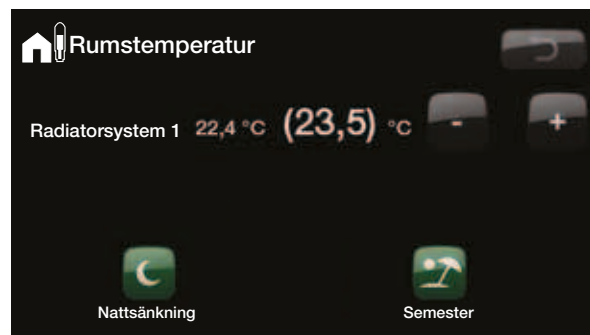 Rumstemperatur
Radiatorsystem 1 22,4 °C (23,5) °C - +
Nattsänkning
Semester